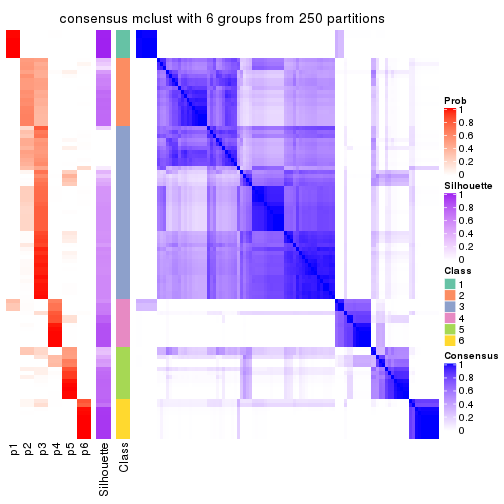 consensus mclust with 6 groups from 250 partitions
Prob
1
0.8
0.6
0.4
0.2
0
Silhouette
1
0.8
0.6
0.4
0.2
0
Class
1
2
3
4
5
6
Consensus
1
0.8
0.6
0.4
0.2
0
p1
p2
p3
p4
p5
p6
Silhouette
Class